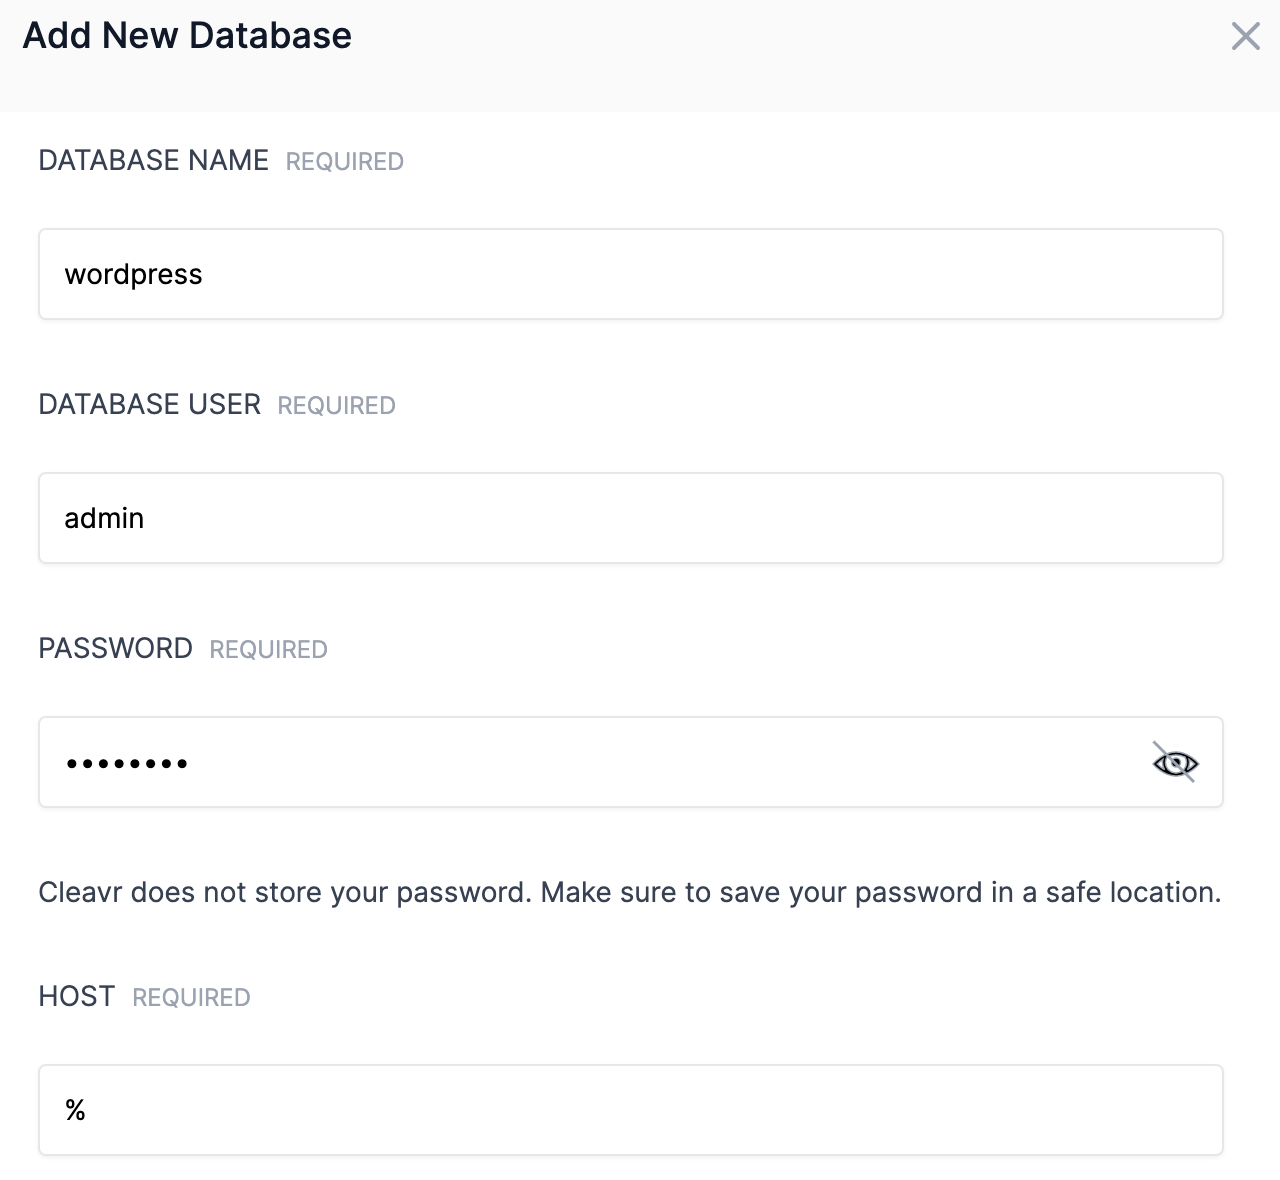 Add New Database
DATABASE NAME REQUIRED
wordpress
DATABASE USER REQUIRED
admin
PASSWORD REQUIRED
••••••••
Cleavr does not store your password. Make sure to save your password in a safe location.
HOST REQUIRED
%